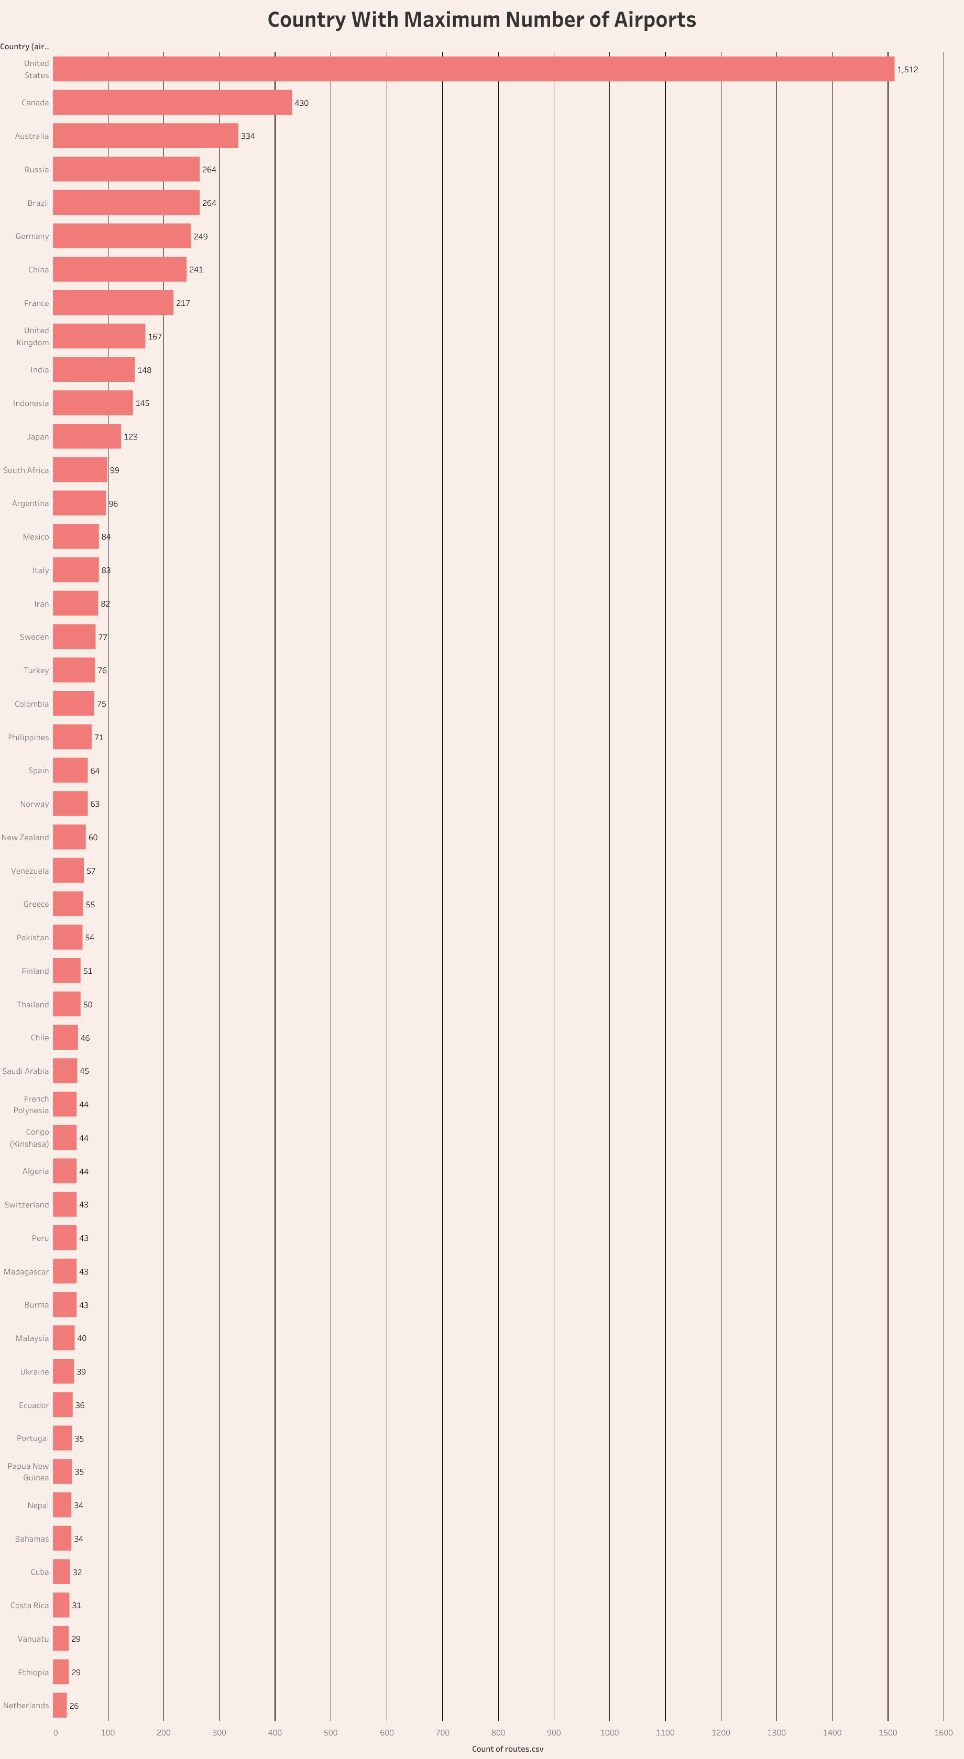 Country With Maximum Number of Airports
Country (air..
United
States
1,512
Canada
430
Australia
334
Russia
264
Brazil
264
Germany
249
China
241
France
217
United
Kingdom
167
India
148
Indonesia
145
Japan
123
South Africa
99
Argentina
96
Mexico
84
Italy
83
Iran
82
Sweden
77
Turkey
76
Colombia
75
Philippines
71
Spain
64
Norway
63
New Zealand
60
Venezuela
57
Greece
55
Pakistan
54
Finland
51
Thailand
50
Chile
46
Saudi Arabia
45
French
Polynesia
44
Congo
(Kinshasa)
44
Algeria
44
Switzerland
43
Peru
43
Madagascar
43
Burma
43
Malaysia
40
Ukraine
39
Ecuador
36
Portugal
35
Papua New
Guinea
35
Nepal
34
Bahamas
34
Cuba
32
Costa Rica
31
Vanuatu
29
Ethiopia
29
Netherlands
26
0 100 200 300 400 500 600 700 800 900 1000 1100 1200 1300 1400 1500 1600
Count of routes.csv